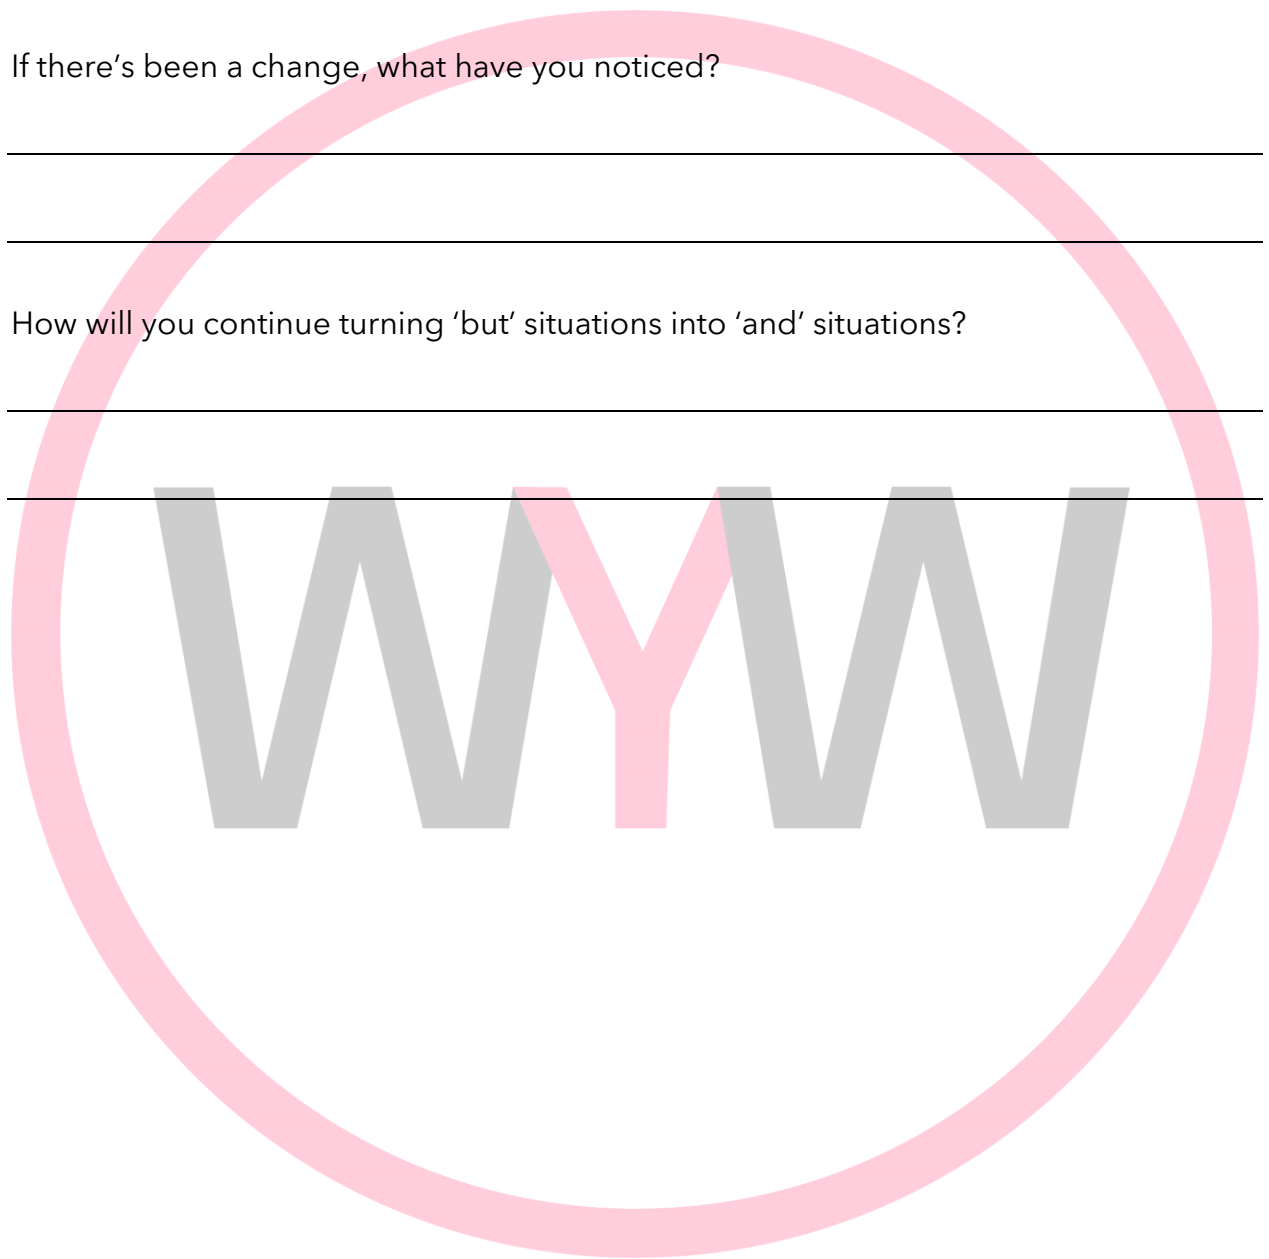 If there’s been a change, what have you noticed?
How will you continue turning ‘but’ situations into ‘and’ situations?
WYW